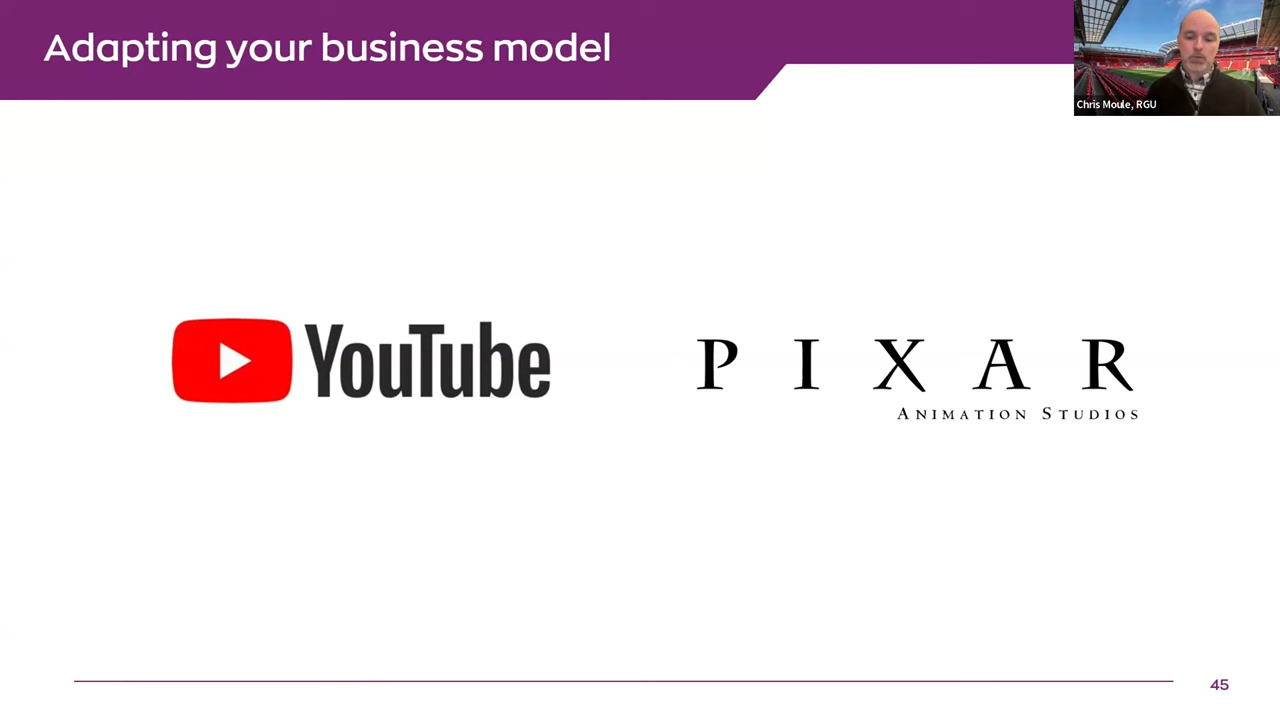 Adapting your business model
Chris Moule, RGU
YouTube
PIXAR
ANIMATION STUDIOS
45